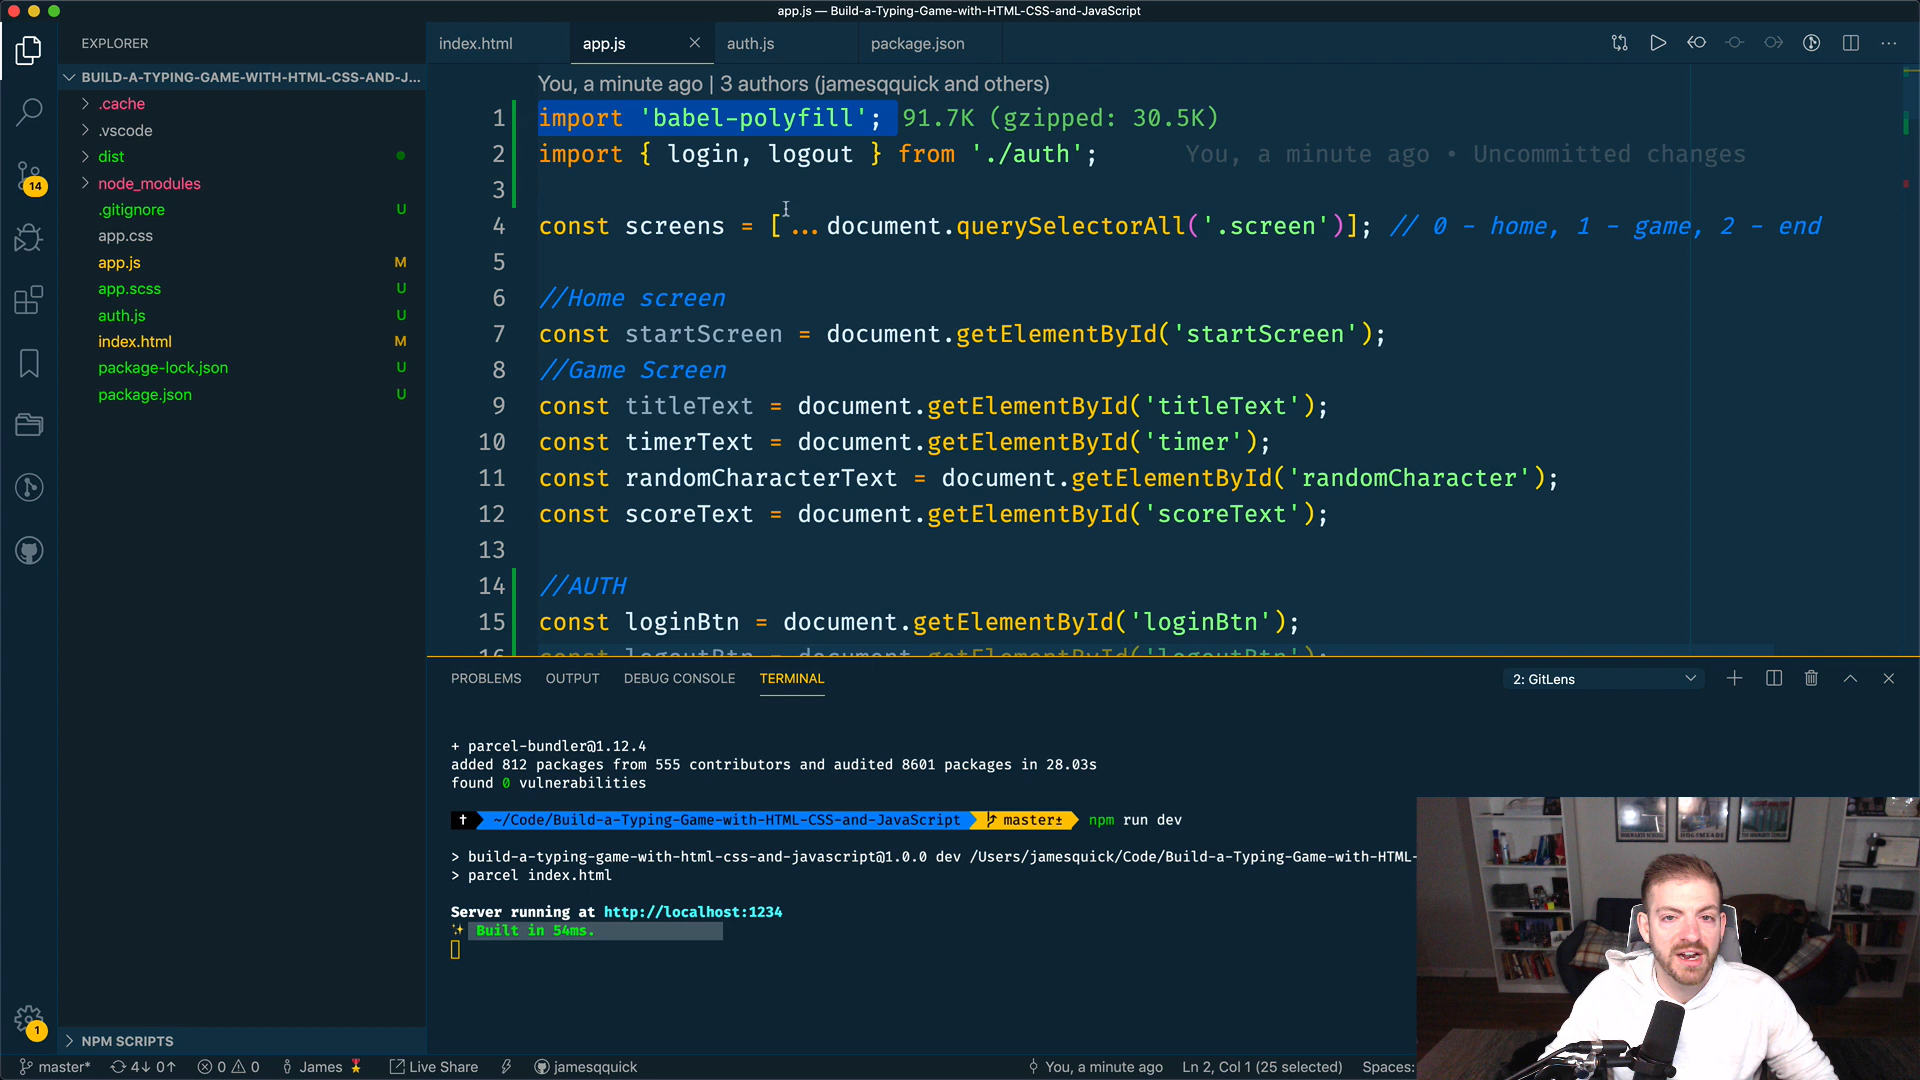 app.js — Build-a-Typing-Game-with-HTML-CSS-and-JavaScript
EXPLORER
BUILD-A-TYPING-GAME-WITH-HTML-CSS-AND-J...
.cache
.vscode
dist
node_modules
.gitignore U
app.css
app.js M
app.scss U
auth.js U
index.html M
package-lock.json U
package.json U
14
1
NPM SCRIPTS
index.html app.js auth.js package.json
You, a minute ago | 3 authors (jamesqquick and others)
1 import 'babel-polyfill'; 91.7K (gzipped: 30.5K)
2 import { login, logout } from './auth'; You, a minute ago • Uncommitted changes
3
4 const screens = [...document.querySelectorAll('.screen')]; // 0 - home, 1 - game, 2 - end
5
6 //Home screen
7 const startScreen = document.getElementById('startScreen');
8 //Game Screen
9 const titleText = document.getElementById('titleText');
10 const timerText = document.getElementById('timer');
11 const randomCharacterText = document.getElementById('randomCharacter');
12 const scoreText = document.getElementById('scoreText');
13
14 //AUTH
15 const loginBtn = document.getElementById('loginBtn');
16 const logoutBtn = document.getElementById('logoutBtn');
PROBLEMS OUTPUT DEBUG CONSOLE TERMINAL 2: GitLens
+ parcel-bundler@1.12.4
added 812 packages from 555 contributors and audited 8601 packages in 28.03s
found 0 vulnerabilities
~/Code/Build-a-Typing-Game-with-HTML-CSS-and-JavaScript master± npm run dev
> build-a-typing-game-with-html-css-and-javascript@1.0.0 dev /Users/jamesquick/Code/Build-a-Typing-Game-with-HTML-
> parcel index.html
Server running at http://localhost:1234
✨ Built in 54ms.
master* 4↓ 0↑ 0 0 James Live Share jamesqquick You, a minute ago Ln 2, Col 1 (25 selected) Spaces: